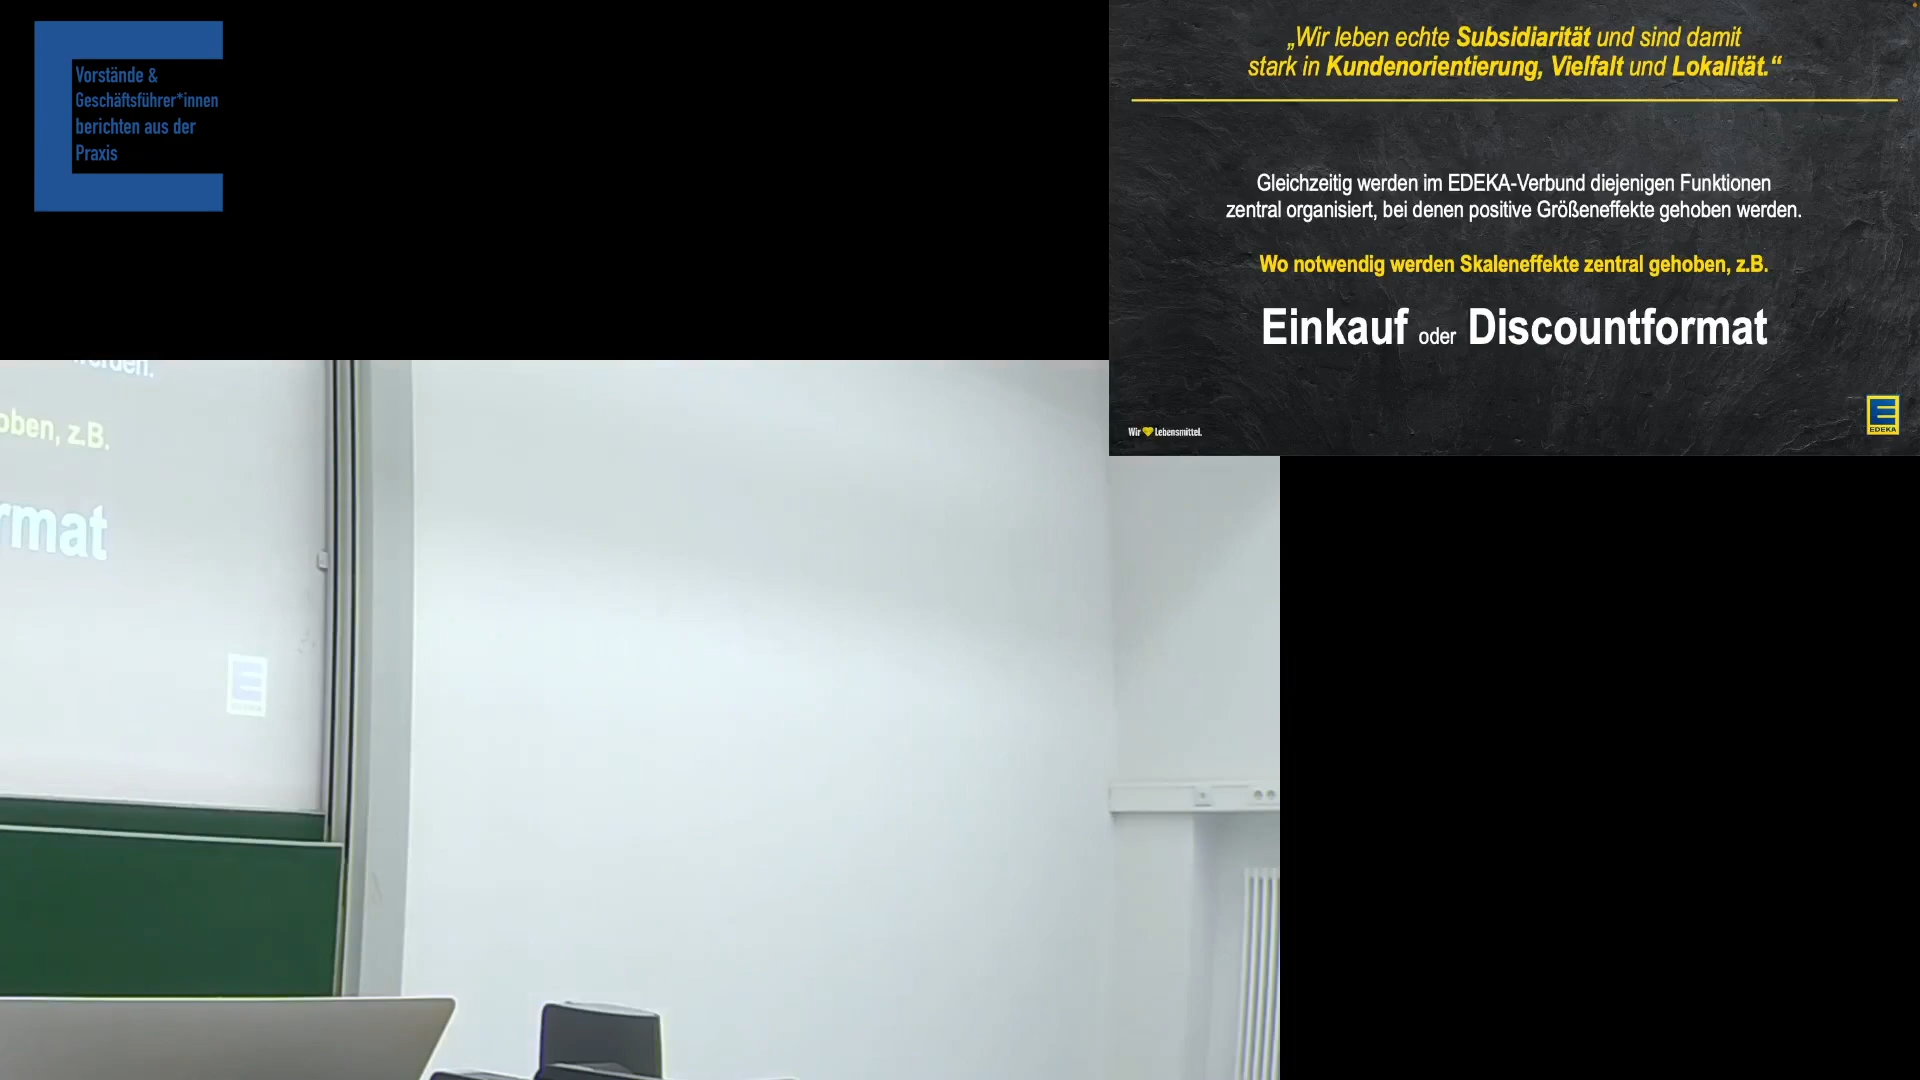 Vorstände &
Geschäftsführer*innen
berichten aus der
Praxis
„Wir leben echte Subsidiarität und sind damit
stark in Kundenorientierung, Vielfalt und Lokalität.“
Gleichzeitig werden im EDEKA-Verbund diejenigen Funktionen
zentral organisiert, bei denen positive Größeneffekte gehoben werden.
Wo notwendig werden Skaleneffekte zentral gehoben, z.B.
Einkauf oder Discountformat
Wir Lebensmittel.
EDEKA
oben, z.B.
rmat